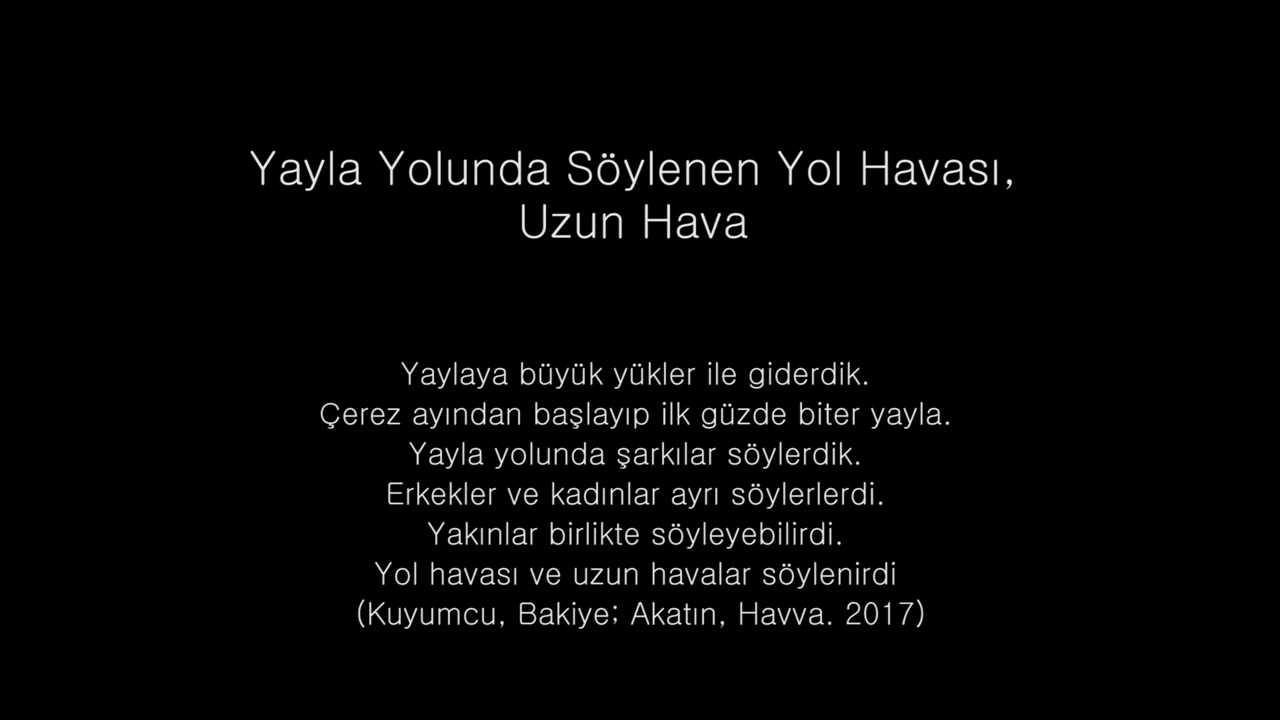 Yayla Yolunda Söylenen Yol Havası,
Uzun Hava
Yaylaya büyük yükler ile giderdik.
Çerez ayından başlayıp ilk güzde biter yayla.
Yayla yolunda şarkılar söylerdik.
Erkekler ve kadınlar ayrı söylerlerdi.
Yakınlar birlikte söyleyebilirdi.
Yol havası ve uzun havalar söylenirdi
(Kuyumcu, Bakiye; Akatın, Havva. 2017)